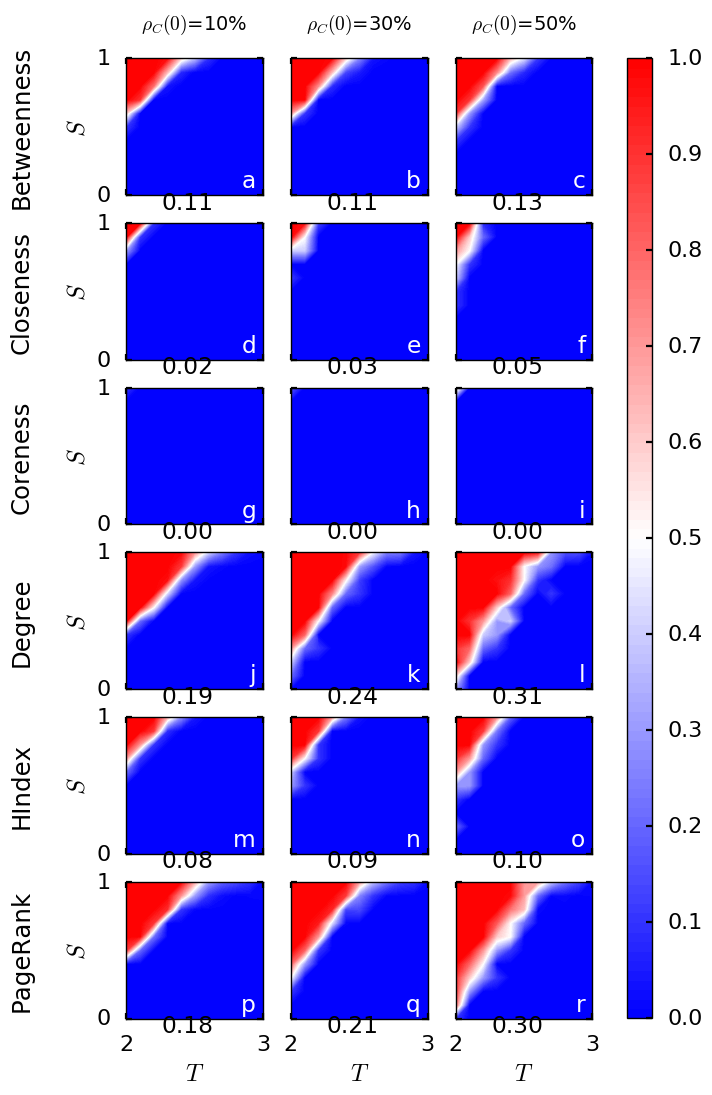 ρC(0)=10% ρC(0)=30% ρC(0)=50%
Betweenness S 1 0 a b c
0.11 0.11 0.13
Closeness S 1 0 d e f
0.02 0.03 0.05
Coreness S 1 0 g h i
0.00 0.00 0.00
Degree S 1 0 j k l
0.19 0.24 0.31
HIndex S 1 0 m n o
0.08 0.09 0.10
PageRank S 1 0 p q r
0.18 0.21 0.30
2 3 2 3 2 3
T T T
1.0
0.9
0.8
0.7
0.6
0.5
0.4
0.3
0.2
0.1
0.0